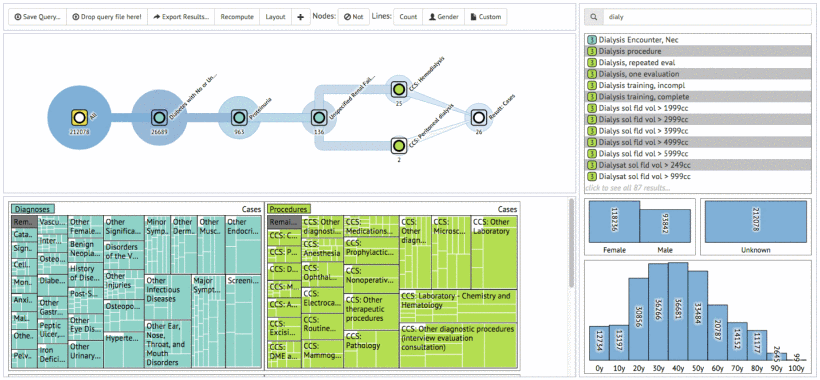 Save Query...
Drop query file here!
Export Results...
Recompute
Layout
Nodes:
Not
Lines:
Count
Gender
Custom
All
212078
Diabetes with No or Un...
26689
Proteinuria
963
Unspecified Renal Fail...
136
CCS: Hemodialysis
25
CCS: Peritoneal dialysis
2
Result: Cases
26
dialy
3 Dialysis Encounter, Nec
3 Dialysis procedure
3 Dialysis, repeated eval
3 Dialysis, one evaluation
3 Dialysis training, incompl
3 Dialysis training, complete
3 Dialys sol fld vol > 1999cc
3 Dialys sol fld vol > 2999cc
3 Dialys sol fld vol > 3999cc
3 Dialys sol fld vol > 4999cc
3 Dialys sol fld vol > 5999cc
3 Dialysat sol fld vol > 249cc
3 Dialysat sol fld vol > 999cc
click to see all 87 results...
Diagnoses
Cases
Rem...
Cata...
Sign...
Cell...
Mon...
Anxi...
Mal...
Othe...
Pelv...
Vascu...
Inter...
Osteo...
Diabe...
Other
Gastr...
Peptic
Ulcer,...
Iron
Defici...
Other
Female...
Benign
Neopla...
History
of Dise...
Post-S...
Other
Eye Dis...
Other
Urinary...
Other
Significa...
Disorders
of the V...
Other
Injuries
Osteopo...
Hyperte...
Minor
Symp...
Other
Derm...
Other
Musc...
Other
Endocri...
Other
Infectious
Diseases
Other Ear,
Nose,
Throat, and
Mouth
Disorders
Major
Sympt...
Screeni...
Procedures
Cases
Remai...
CCS: C...
CCS: P...
CCS: D...
CCS: M...
CCS: A...
CCS:
Excisi...
CCS:
DME a...
CCS: Other
diagnosti...
CCS:
Anesthesia
CCS:
Ophthal...
CCS:
Electroca...
CCS:
Routine...
CCS:
Mammog...
CCS:
Medications...
CCS:
Prophylactic...
CCS:
Nonoperativ...
CCS: Other
therapeutic
procedures
CCS:
Pathology
CCS:
Other
diagn...
CCS:
Microsc...
CCS: Other
Laboratory
CCS: Laboratory - Chemistry and
Hematology
CCS: Other diagnostic procedures
(interview evaluation
consultation)
118236
93842
212078
Female
Male
Unknown
12734
13197
30856
36266
36681
33484
20787
14152
11177
2645
99
0y
10y
20y
30y
40y
50y
60y
70y
80y
90y
100y